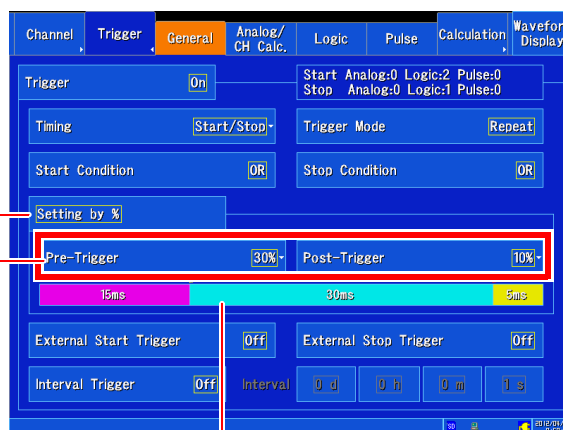 Channel Trigger General Analog/ CH Calc. Logic Pulse Calculation Wavefor Display
Trigger On
Start Analog:0 Logic:2 Pulse:0
Stop Analog:0 Logic:1 Pulse:0
Timing Start/Stop Trigger Mode Repeat
Start Condition OR Stop Condition OR
Setting by %
Pre-Trigger 30% Post-Trigger 10%
15ms 30ms 5ms
External Start Trigger Off External Stop Trigger Off
Interval Trigger Off Interval 0 d 0 h 0 m 1 s
SD 2012/04/